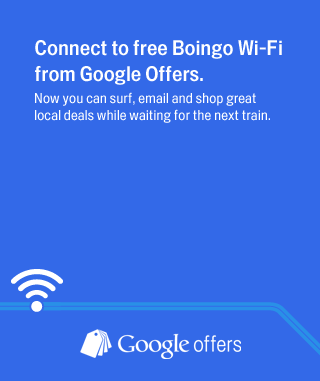 Connect to free Boingo Wi-Fi
from Google Offers.
Now you can surf, email and shop great
local deals while waiting for the next train.
Google offers